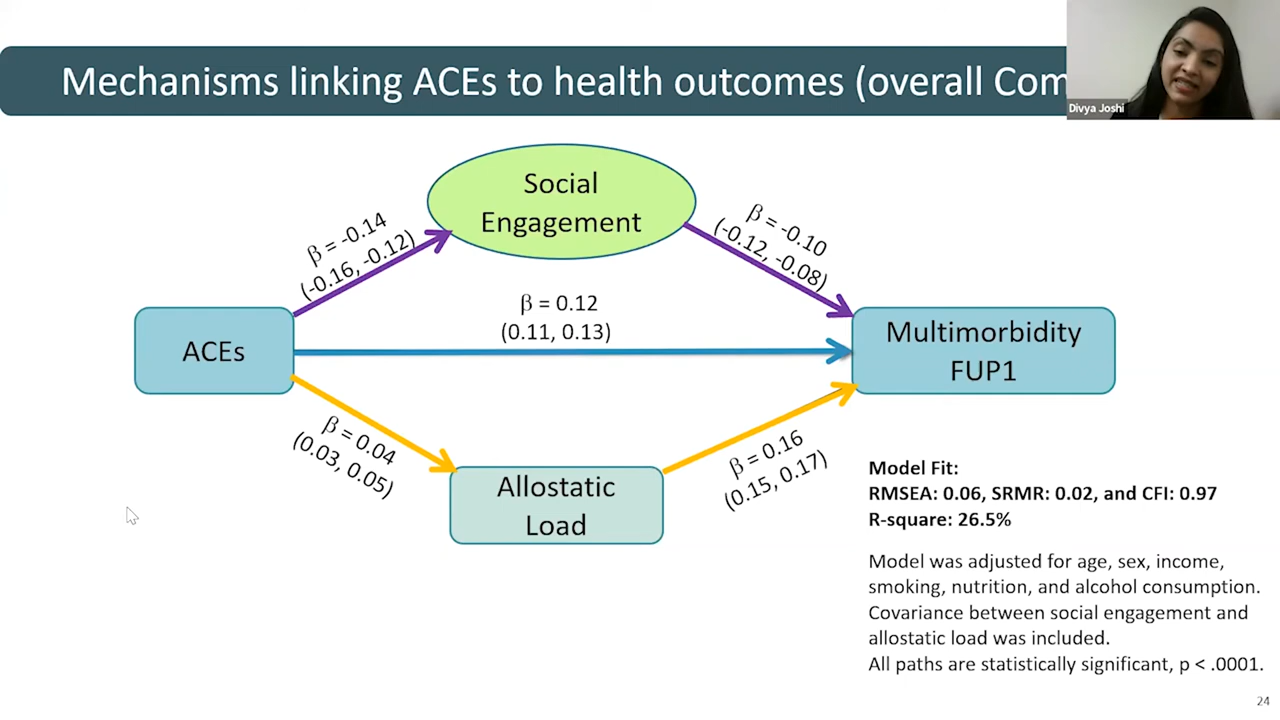 Mechanisms linking ACEs to health outcomes (overall Com
Divya Joshi
Social
Engagement
β = -0.14
(-0.16, -0.12)
β = -0.10
(-0.12, -0.08)
β = 0.12
(0.11, 0.13)
ACEs
Multimorbidity
FUP1
β = 0.04
(0.03, 0.05)
β = 0.16
(0.15, 0.17)
Allostatic
Load
Model Fit:
RMSEA: 0.06, SRMR: 0.02, and CFI: 0.97
R-square: 26.5%
Model was adjusted for age, sex, income,
smoking, nutrition, and alcohol consumption.
Covariance between social engagement and
allostatic load was included.
All paths are statistically significant, p < .0001.
24